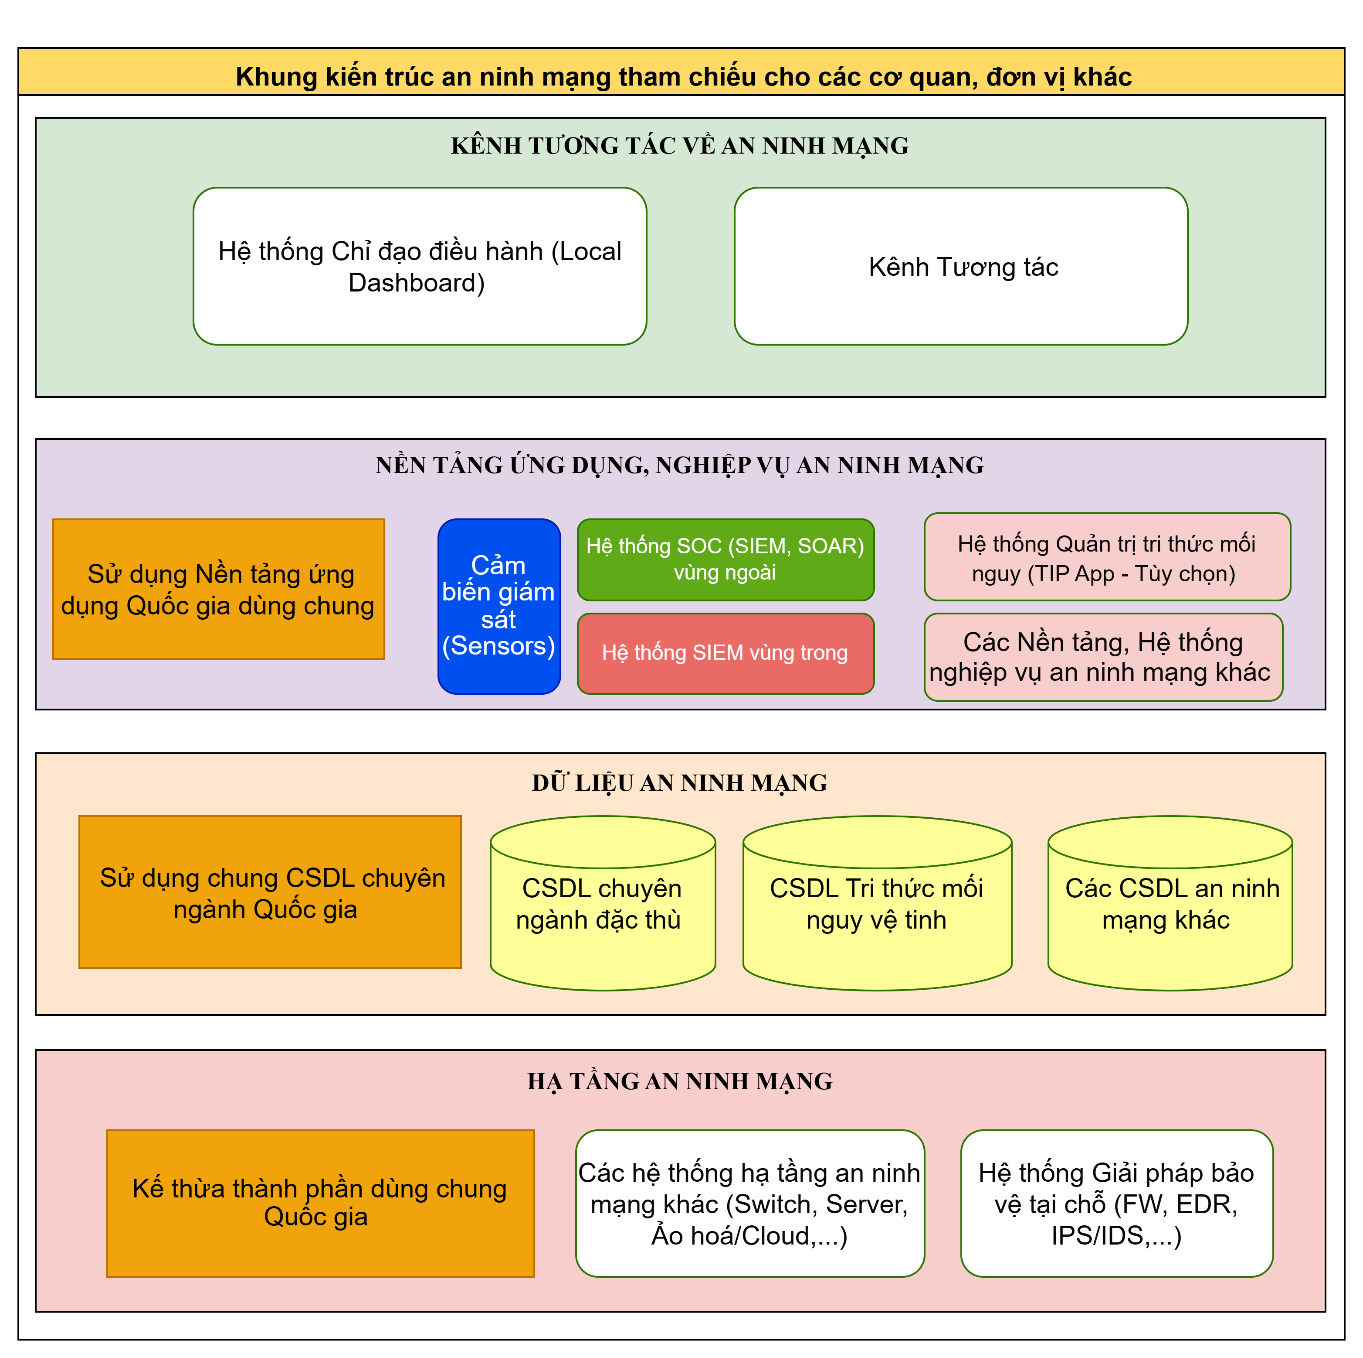 Khung kiến trúc an ninh mạng tham chiếu cho các cơ quan, đơn vị khác
KÊNH TƯƠNG TÁC VỀ AN NINH MẠNG
Hệ thống Chỉ đạo điều hành (Local
Dashboard)
Kênh Tương tác
NỀN TẢNG ỨNG DỤNG, NGHIỆP VỤ AN NINH MẠNG
Sử dụng Nền tảng ứng
dụng Quốc gia dùng chung
Cảm
biến giám
sát
(Sensors)
Hệ thống SOC (SIEM, SOAR)
vùng ngoài
Hệ thống SIEM vùng trong
Hệ thống Quản trị tri thức mối
nguy (TIP App - Tùy chọn)
Các Nền tảng, Hệ thống
nghiệp vụ an ninh mạng khác
DỮ LIỆU AN NINH MẠNG
Sử dụng chung CSDL chuyên
ngành Quốc gia
CSDL chuyên
ngành đặc thù
CSDL Tri thức mối
nguy vệ tinh
Các CSDL an ninh
mạng khác
HẠ TẦNG AN NINH MẠNG
Kế thừa thành phần dùng chung
Quốc gia
Các hệ thống hạ tầng an ninh
mạng khác (Switch, Server,
Ảo hoá/Cloud,...)
Hệ thống Giải pháp bảo
vệ tại chỗ (FW, EDR,
IPS/IDS,...)